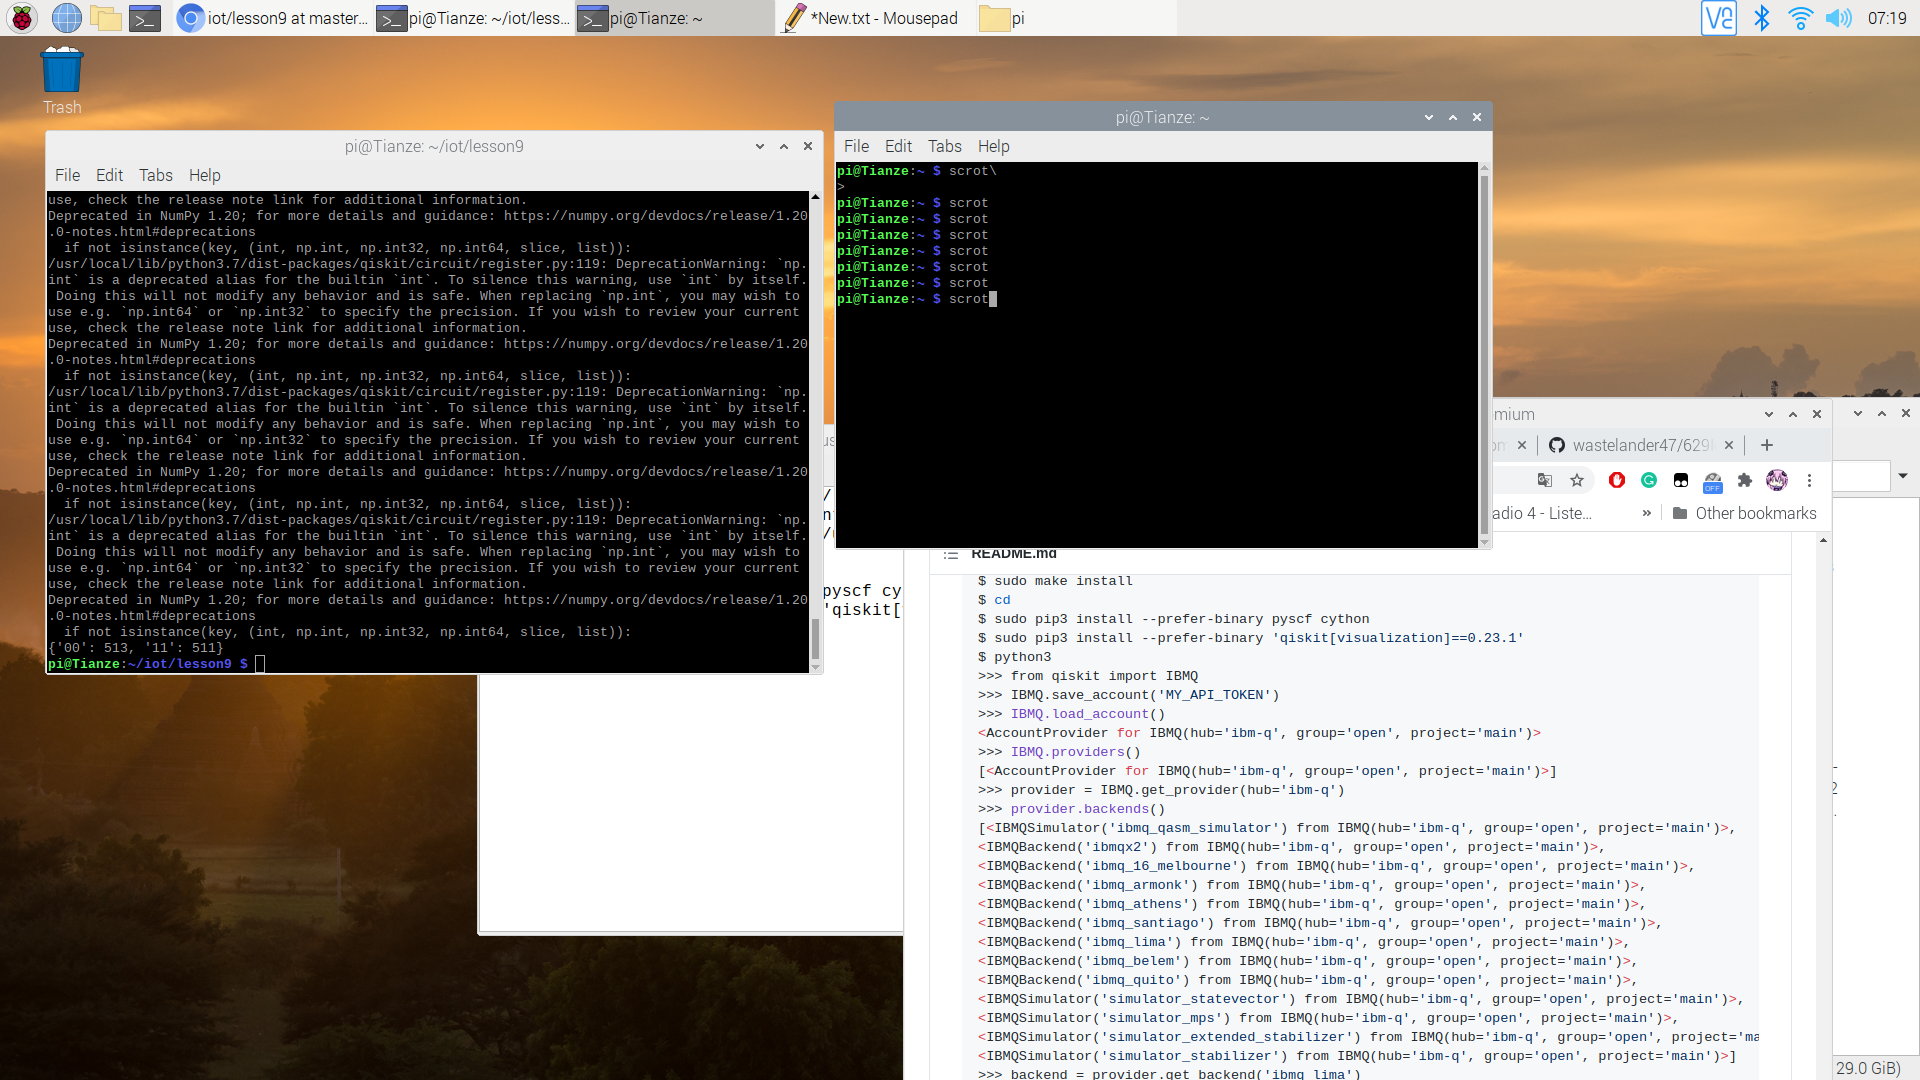 iot/lesson9 at master...
pi@Tianze: ~/iot/less...
pi@Tianze: ~
*New.txt - Mousepad
pi
07:19
Trash
pi@Tianze: ~/iot/lesson9
File Edit Tabs Help
use, check the release note link for additional information.
Deprecated in NumPy 1.20; for more details and guidance: https://numpy.org/devdocs/release/1.20
.0-notes.html#deprecations
  if not isinstance(key, (int, np.int, np.int32, np.int64, slice, list)):
/usr/local/lib/python3.7/dist-packages/qiskit/circuit/register.py:119: DeprecationWarning: `np.
int` is a deprecated alias for the builtin `int`. To silence this warning, use `int` by itself.
 Doing this will not modify any behavior and is safe. When replacing `np.int`, you may wish to
use e.g. `np.int64` or `np.int32` to specify the precision. If you wish to review your current
use, check the release note link for additional information.
Deprecated in NumPy 1.20; for more details and guidance: https://numpy.org/devdocs/release/1.20
.0-notes.html#deprecations
  if not isinstance(key, (int, np.int, np.int32, np.int64, slice, list)):
/usr/local/lib/python3.7/dist-packages/qiskit/circuit/register.py:119: DeprecationWarning: `np.
int` is a deprecated alias for the builtin `int`. To silence this warning, use `int` by itself.
 Doing this will not modify any behavior and is safe. When replacing `np.int`, you may wish to
use e.g. `np.int64` or `np.int32` to specify the precision. If you wish to review your current
use, check the release note link for additional information.
Deprecated in NumPy 1.20; for more details and guidance: https://numpy.org/devdocs/release/1.20
.0-notes.html#deprecations
  if not isinstance(key, (int, np.int, np.int32, np.int64, slice, list)):
/usr/local/lib/python3.7/dist-packages/qiskit/circuit/register.py:119: DeprecationWarning: `np.
int` is a deprecated alias for the builtin `int`. To silence this warning, use `int` by itself.
 Doing this will not modify any behavior and is safe. When replacing `np.int`, you may wish to
use e.g. `np.int64` or `np.int32` to specify the precision. If you wish to review your current
use, check the release note link for additional information.
Deprecated in NumPy 1.20; for more details and guidance: https://numpy.org/devdocs/release/1.20
.0-notes.html#deprecations
  if not isinstance(key, (int, np.int, np.int32, np.int64, slice, list)):
{'00': 513, '11': 511}
pi@Tianze:~/iot/lesson9 $
pi@Tianze: ~
File Edit Tabs Help
pi@Tianze:~ $ scrot\
>
pi@Tianze:~ $ scrot
pi@Tianze:~ $ scrot
pi@Tianze:~ $ scrot
pi@Tianze:~ $ scrot
pi@Tianze:~ $ scrot
pi@Tianze:~ $ scrot
pi@Tianze:~ $ scrot
pyscf cy
'qiskit[
mium
wastelander47/629
OFF
adio 4 - Liste...
» Other bookmarks
README.md
$ sudo make install
$ cd
$ sudo pip3 install --prefer-binary pyscf cython
$ sudo pip3 install --prefer-binary 'qiskit[visualization]==0.23.1'
$ python3
>>> from qiskit import IBMQ
>>> IBMQ.save_account('MY_API_TOKEN')
>>> IBMQ.load_account()
<AccountProvider for IBMQ(hub='ibm-q', group='open', project='main')>
>>> IBMQ.providers()
[<AccountProvider for IBMQ(hub='ibm-q', group='open', project='main')>]
>>> provider = IBMQ.get_provider(hub='ibm-q')
>>> provider.backends()
[<IBMQSimulator('ibmq_qasm_simulator') from IBMQ(hub='ibm-q', group='open', project='main')>,
<IBMQBackend('ibmqx2') from IBMQ(hub='ibm-q', group='open', project='main')>,
<IBMQBackend('ibmq_16_melbourne') from IBMQ(hub='ibm-q', group='open', project='main')>,
<IBMQBackend('ibmq_armonk') from IBMQ(hub='ibm-q', group='open', project='main')>,
<IBMQBackend('ibmq_athens') from IBMQ(hub='ibm-q', group='open', project='main')>,
<IBMQBackend('ibmq_santiago') from IBMQ(hub='ibm-q', group='open', project='main')>,
<IBMQBackend('ibmq_lima') from IBMQ(hub='ibm-q', group='open', project='main')>,
<IBMQBackend('ibmq_belem') from IBMQ(hub='ibm-q', group='open', project='main')>,
<IBMQBackend('ibmq_quito') from IBMQ(hub='ibm-q', group='open', project='main')>,
<IBMQSimulator('simulator_statevector') from IBMQ(hub='ibm-q', group='open', project='main')>,
<IBMQSimulator('simulator_mps') from IBMQ(hub='ibm-q', group='open', project='main')>,
<IBMQSimulator('simulator_extended_stabilizer') from IBMQ(hub='ibm-q', group='open', project='ma
<IBMQSimulator('simulator_stabilizer') from IBMQ(hub='ibm-q', group='open', project='main')>]
>>> backend = provider.get_backend('ibmq_lima')
29.0 GiB)